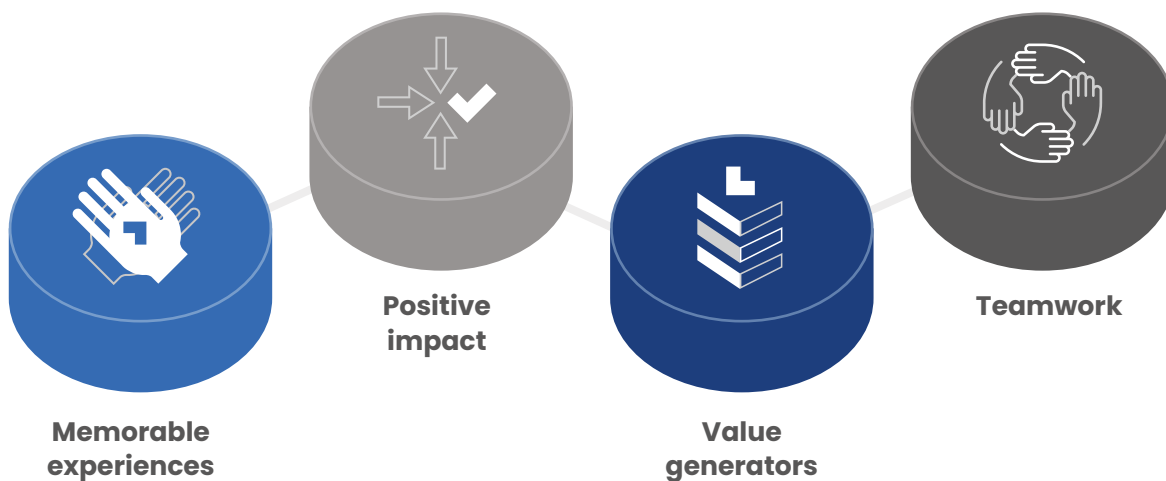 Memorable
experiences
Positive
impact
Value
generators
Teamwork